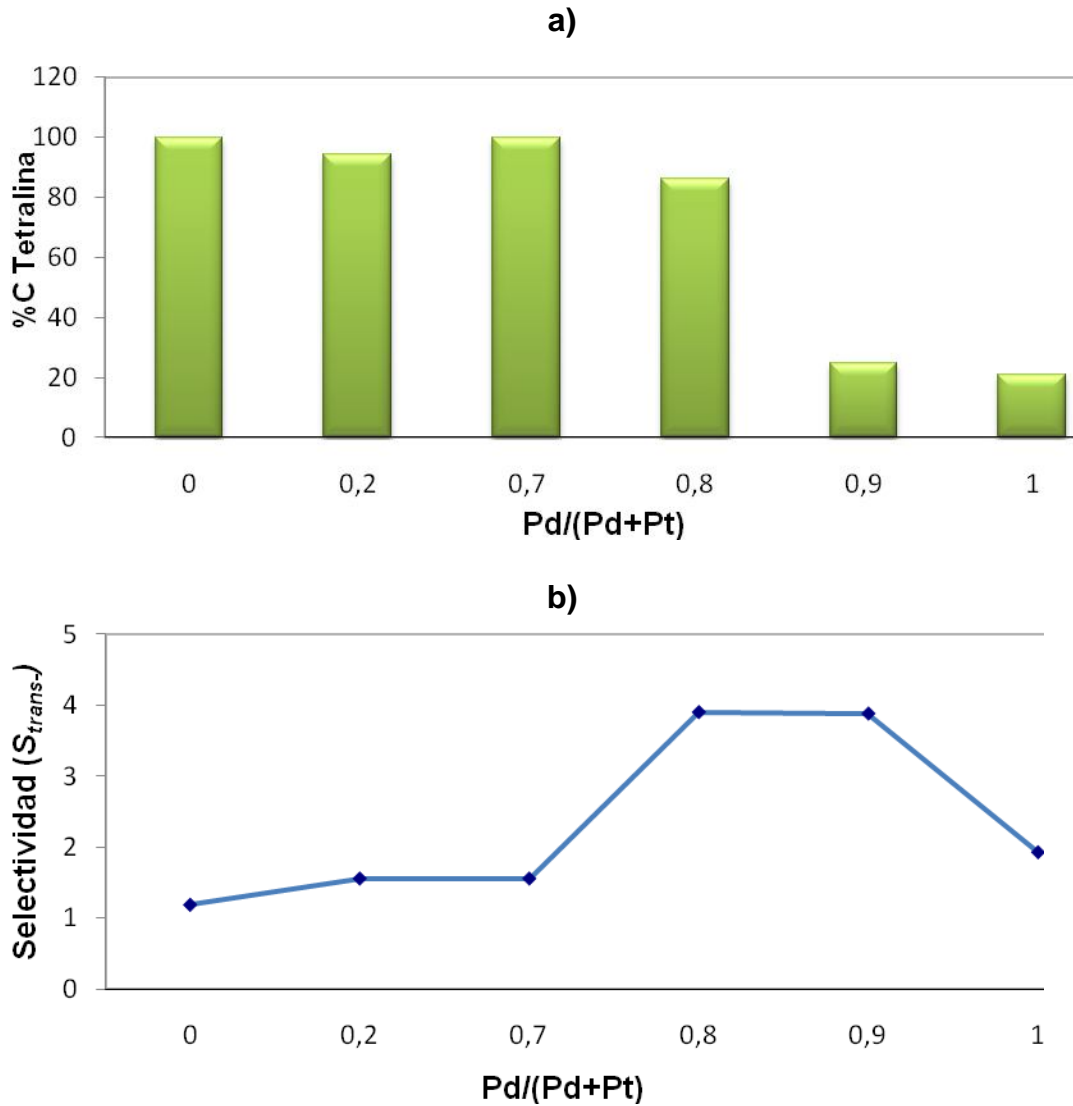 a)
120
100
80
60
40
20
0
%C Tetralina
0 0,2 0,7 0,8 0,9 1
Pd/(Pd+Pt)
b)
5
4
3
2
1
0
Selectividad (Strans-)
0 0,2 0,7 0,8 0,9 1
Pd/(Pd+Pt)